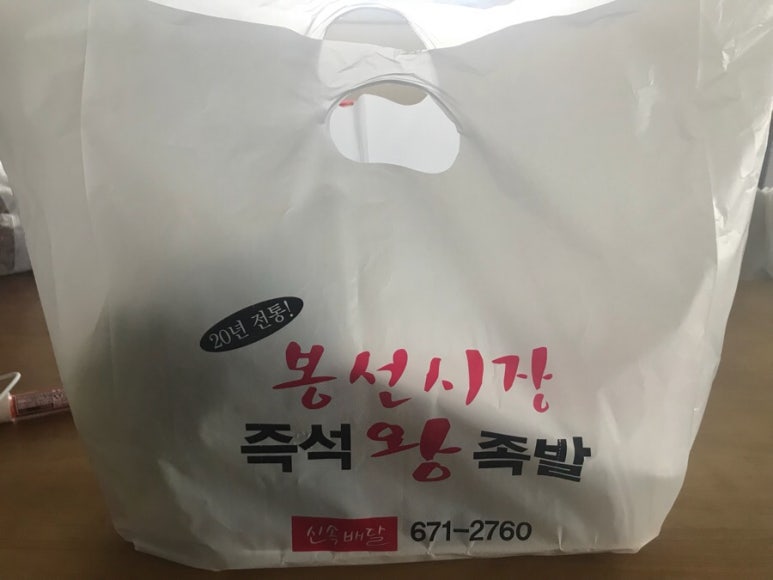 20년 전통!
봉선시장
즉석 왕 족발
신속배달 671-2760